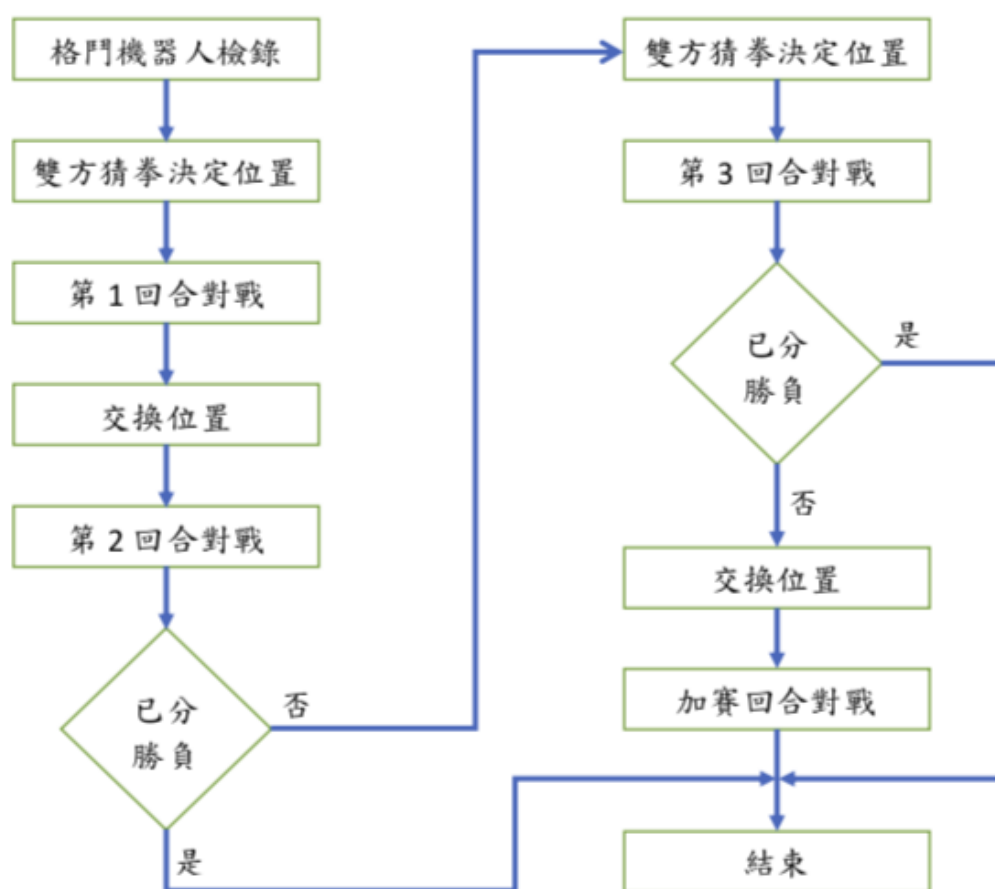 格鬥機器人檢錄
雙方猜拳決定位置
第 1 回合對戰
交換位置
第 2 回合對戰
已分
勝負
否
是
雙方猜拳決定位置
第 3 回合對戰
已分
勝負
是
否
交換位置
加賽回合對戰
結束